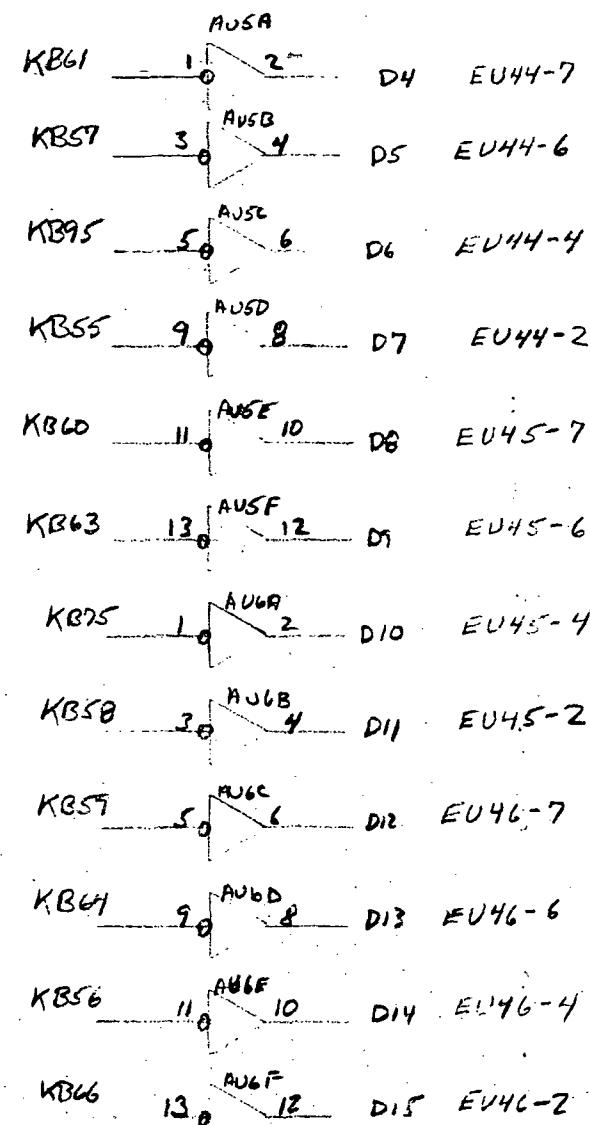 AU5A
KB61 1 2 D4 EU44-7
AU5B
KB57 3 4 D5 EU44-6
AU5C
KB95 5 6 D6 EU44-4
AU5D
KB55 9 8 D7 EU44-2
AU5E
KB60 11 10 D8 EU45-7
AU5F
KB63 13 12 D9 EU45-6
AU6A
KB75 1 2 D10 EU45-4
AU6B
KB58 3 4 D11 EU45-2
AU6C
KB59 5 6 D12 EU46-7
AU6D
KB64 9 8 D13 EU46-6
AU6E
KB56 11 10 D14 EU46-4
AU6F
KB66 13 12 D15 EU46-2